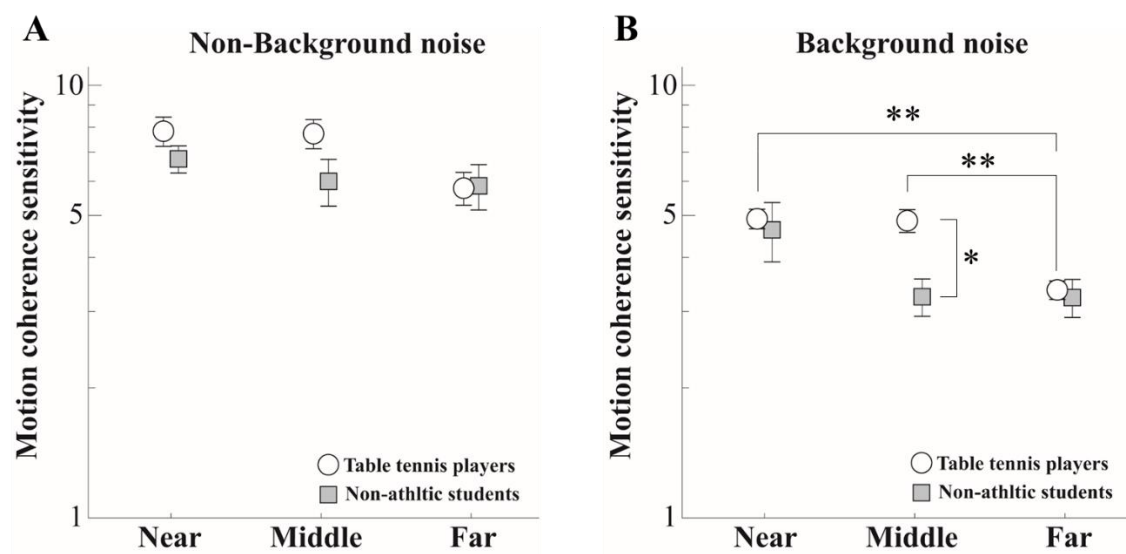 A
Non-Background noise
Motion coherence sensitivity
10
5
1
Table tennis players
Non-athltic students
Near Middle Far
B
Background noise
Motion coherence sensitivity
10
5
1
**
**
*
Table tennis players
Non-athltic students
Near Middle Far